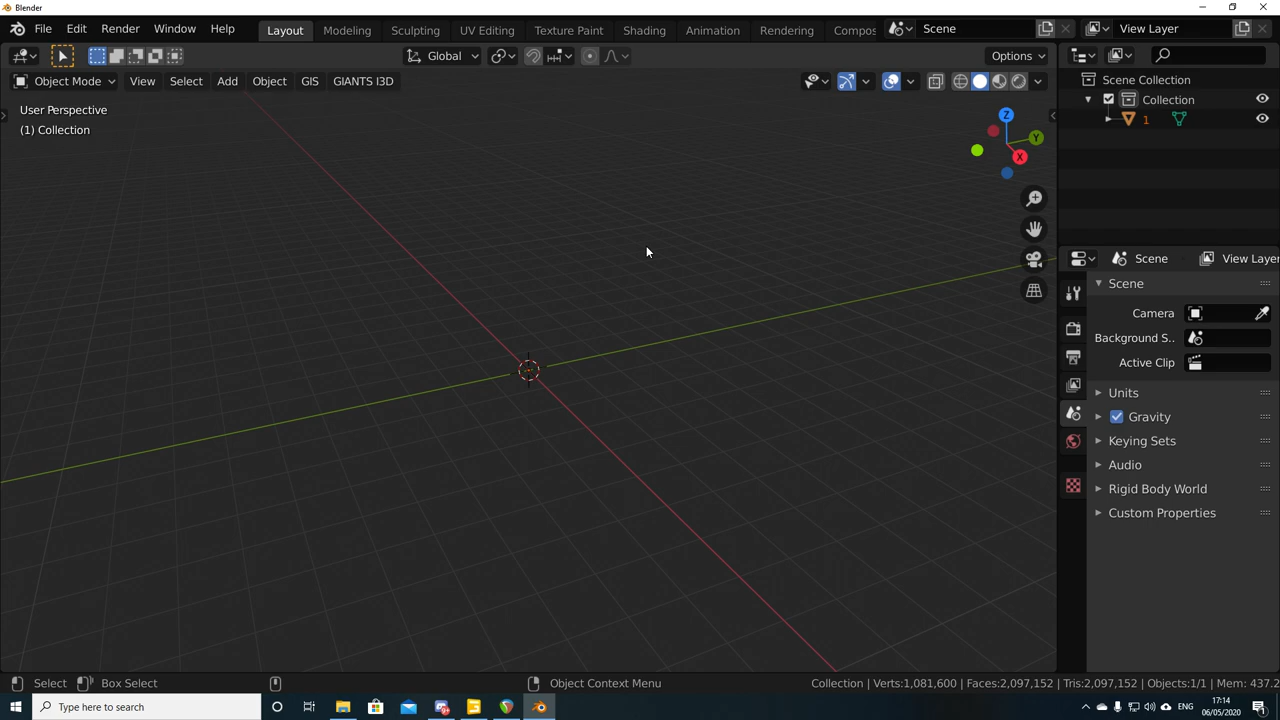 Blender
File Edit Render Window Help Layout Modeling Sculpting UV Editing Texture Paint Shading Animation Rendering Compos Scene View Layer
Global Options
Object Mode View Select Add Object GIS GIANTS 3D
User Perspective
(1) Collection
Z
Y
X
Scene Collection
Collection
1
Scene View Layer
Scene
Camera
Background S..
Active Clip
Units
Gravity
Keying Sets
Audio
Rigid Body World
Custom Properties
Select Box Select Object Context Menu Collection | Verts:1,081,600 | Faces:2,097,152 | Tris:2,097,152 | Objects:1/1 | Mem: 437.2
Type here to search
ENG
17:14
06/05/2020